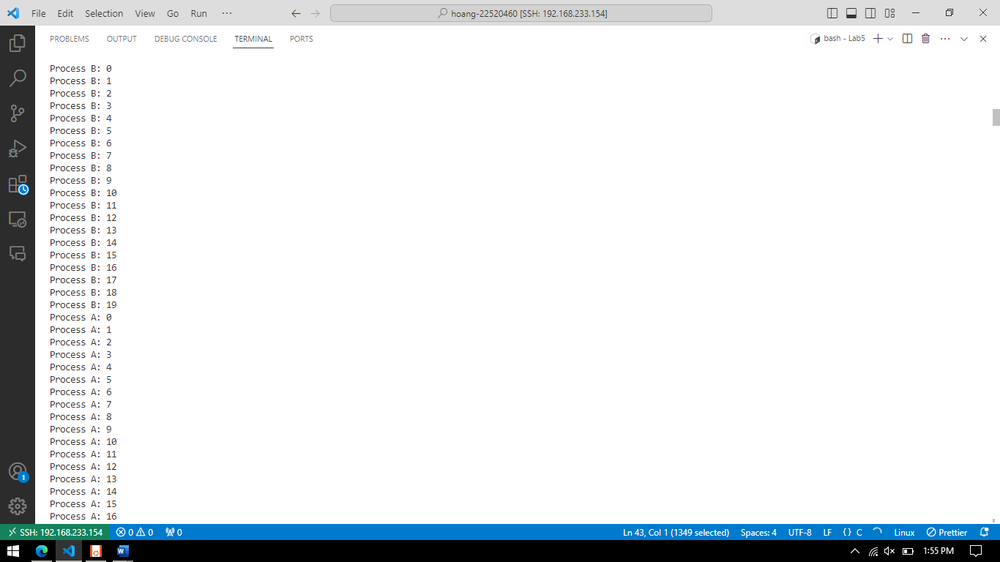 File Edit Selection View Go Run ···
hoang-22520460 [SSH: 192.168.233.154]
PROBLEMS OUTPUT DEBUG CONSOLE TERMINAL PORTS
bash - Lab5
Process B: 0
Process B: 1
Process B: 2
Process B: 3
Process B: 4
Process B: 5
Process B: 6
Process B: 7
Process B: 8
Process B: 9
Process B: 10
Process B: 11
Process B: 12
Process B: 13
Process B: 14
Process B: 15
Process B: 16
Process B: 17
Process B: 18
Process B: 19
Process A: 0
Process A: 1
Process A: 2
Process A: 3
Process A: 4
Process A: 5
Process A: 6
Process A: 7
Process A: 8
Process A: 9
Process A: 10
Process A: 11
Process A: 12
Process A: 13
Process A: 14
Process A: 15
Process A: 16
1
SSH: 192.168.233.154 0 0 0 Ln 43, Col 1 (1349 selected) Spaces: 4 UTF-8 LF {} C Linux Prettier
1:55 PM